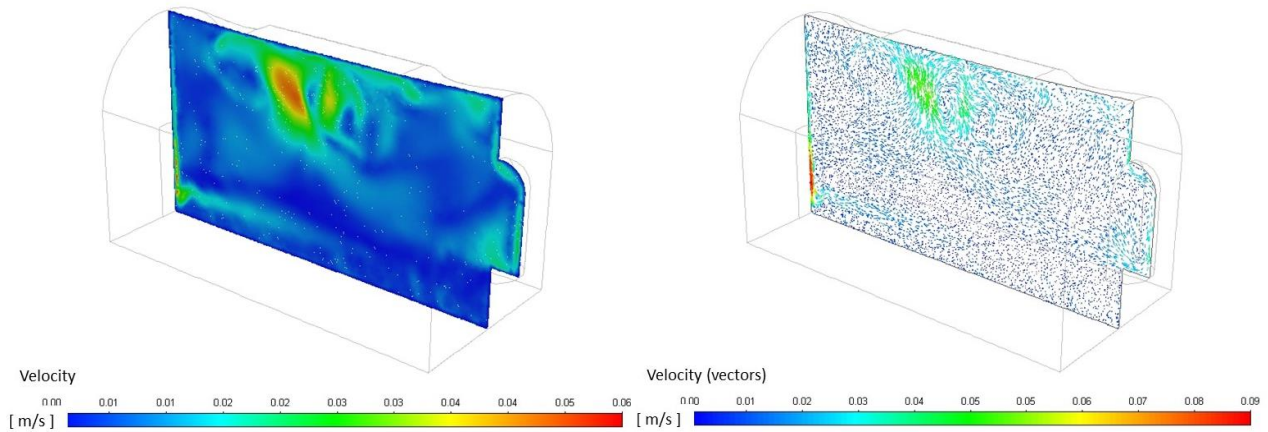 Velocity
0.00 0.01 0.01 0.02 0.02 0.03 0.03 0.04 0.04 0.05 0.06
[ m/s ]
Velocity (vectors)
0.00 0.01 0.02 0.03 0.04 0.05 0.05 0.06 0.07 0.08 0.09
[ m/s ]